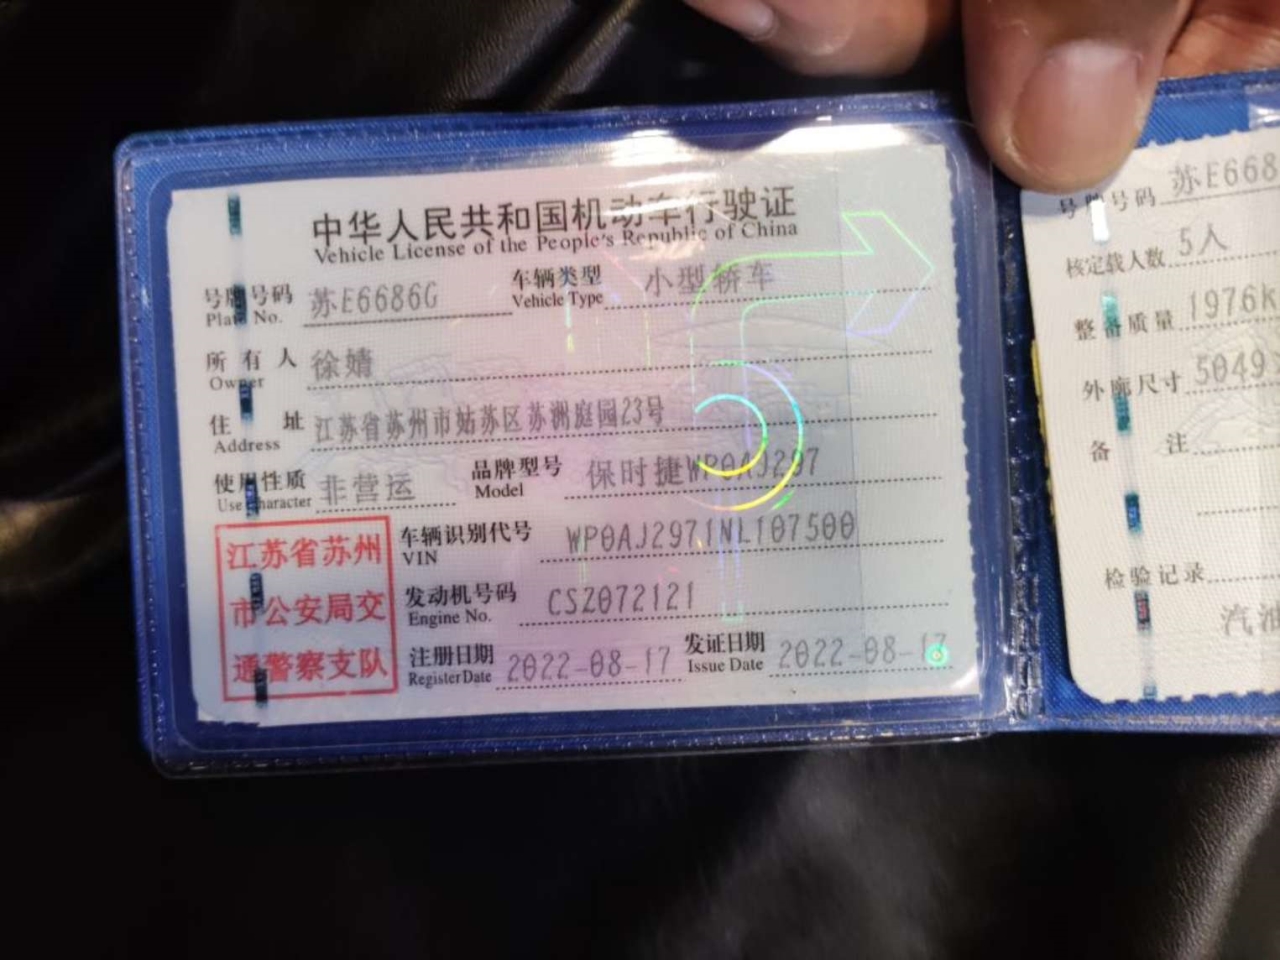 中华人民共和国机动车行驶证
Vehicle License of the People's Republic of China
号牌号码 苏E6686G 车辆类型 小型轿车
Plate No. Vehicle Type
所有人 徐婧
Owner
住址 江苏省苏州市姑苏区苏洲庭园23号
Address
使用性质 非营运 品牌型号 保时捷WP0AJ297
Use Character Model
江苏省苏州
市公安局交
通警察支队
车辆识别代号 WP0AJ2971NL107500
VIN
发动机号码 CSZ072121
Engine No.
注册日期 2022-08-17 发证日期 2022-08-17
Register Date Issue Date
号牌号码 苏E668
核定载人数 5人
整备质量 1976k
外廓尺寸 5049
备注
检验记录
汽油